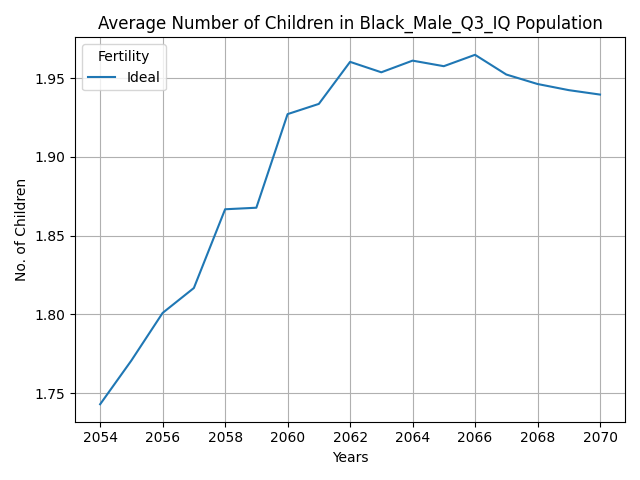 Average Number of Children in Black_Male_Q3_IQ Population
Fertility
Ideal
No. of Children
1.95
1.90
1.85
1.80
1.75
2054 2056 2058 2060 2062 2064 2066 2068 2070
Years